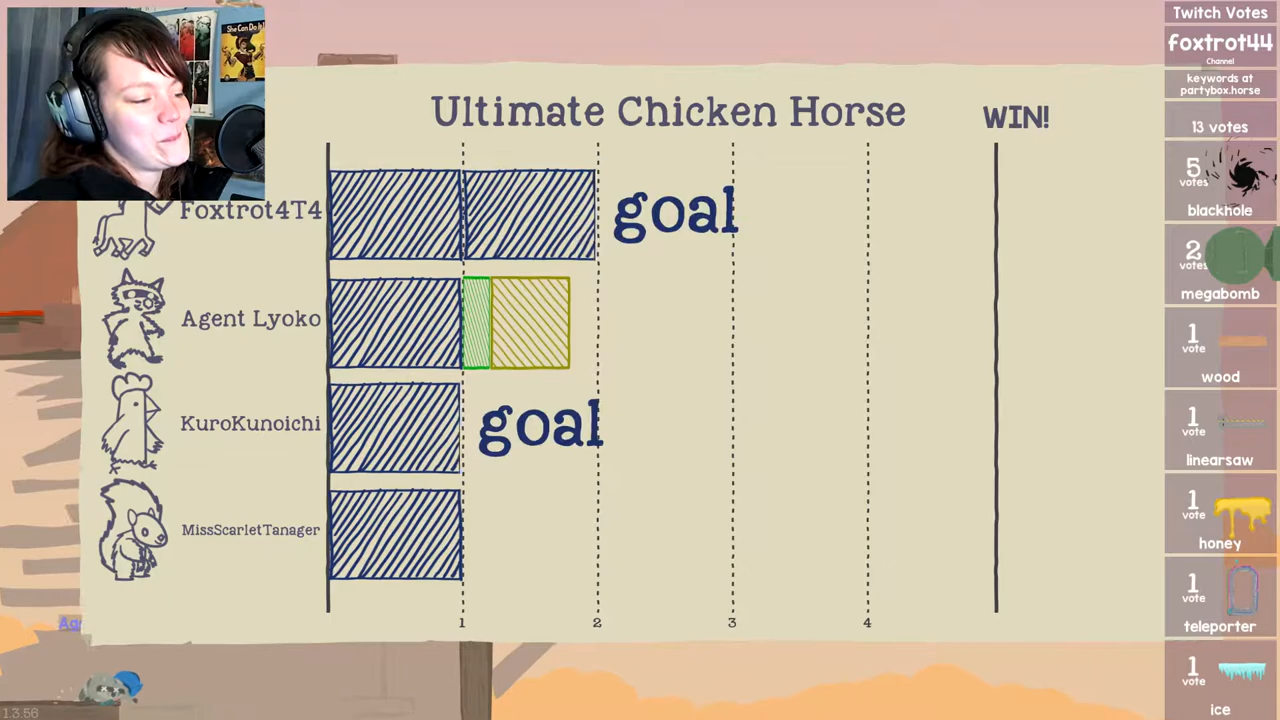 She Can Do It!
Ultimate Chicken Horse
WIN!
Foxtrot4T4
goal
Agent Lyoko
KuroKunoichi
goal
MissScarletTanager
1
2
3
4
13.56
Twitch Votes
foxtrot44
Channel
keywords at
partybox.horse
13 votes
5
votes
blackhole
2
votes
megabomb
1
vote
wood
1
vote
linearsaw
1
vote
honey
1
vote
teleporter
1
vote
ice